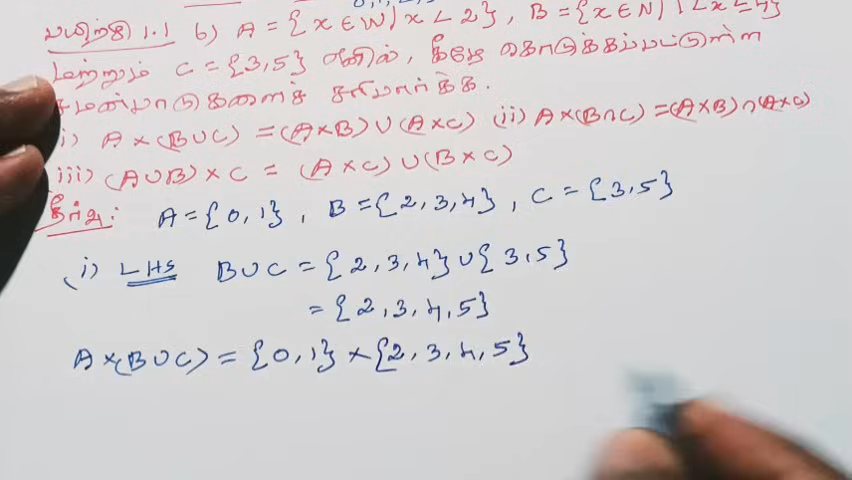 பயிற்சி 1.1 6) A = {x ∈ W | x < 2}, B = {x ∈ N | 1 < x ≤ 4}
மற்றும் C = {3,5} எனில், கீழே கொடுக்கப்பட்டுள்ள
சமன்பாடுகளைச் சரிபார்க்க.
i) A × (B ∪ C) = (A × B) ∪ (A × C) (ii) A × (B ∩ C) = (A × B) ∩ (A × C)
iii) (A ∪ B) × C = (A × C) ∪ (B × C)
தீர்வு: A = {0, 1}, B = {2, 3, 4}, C = {3, 5}
(i) LHS B ∪ C = {2, 3, 4} ∪ {3, 5}
= {2, 3, 4, 5}
A × (B ∪ C) = {0, 1} × {2, 3, 4, 5}